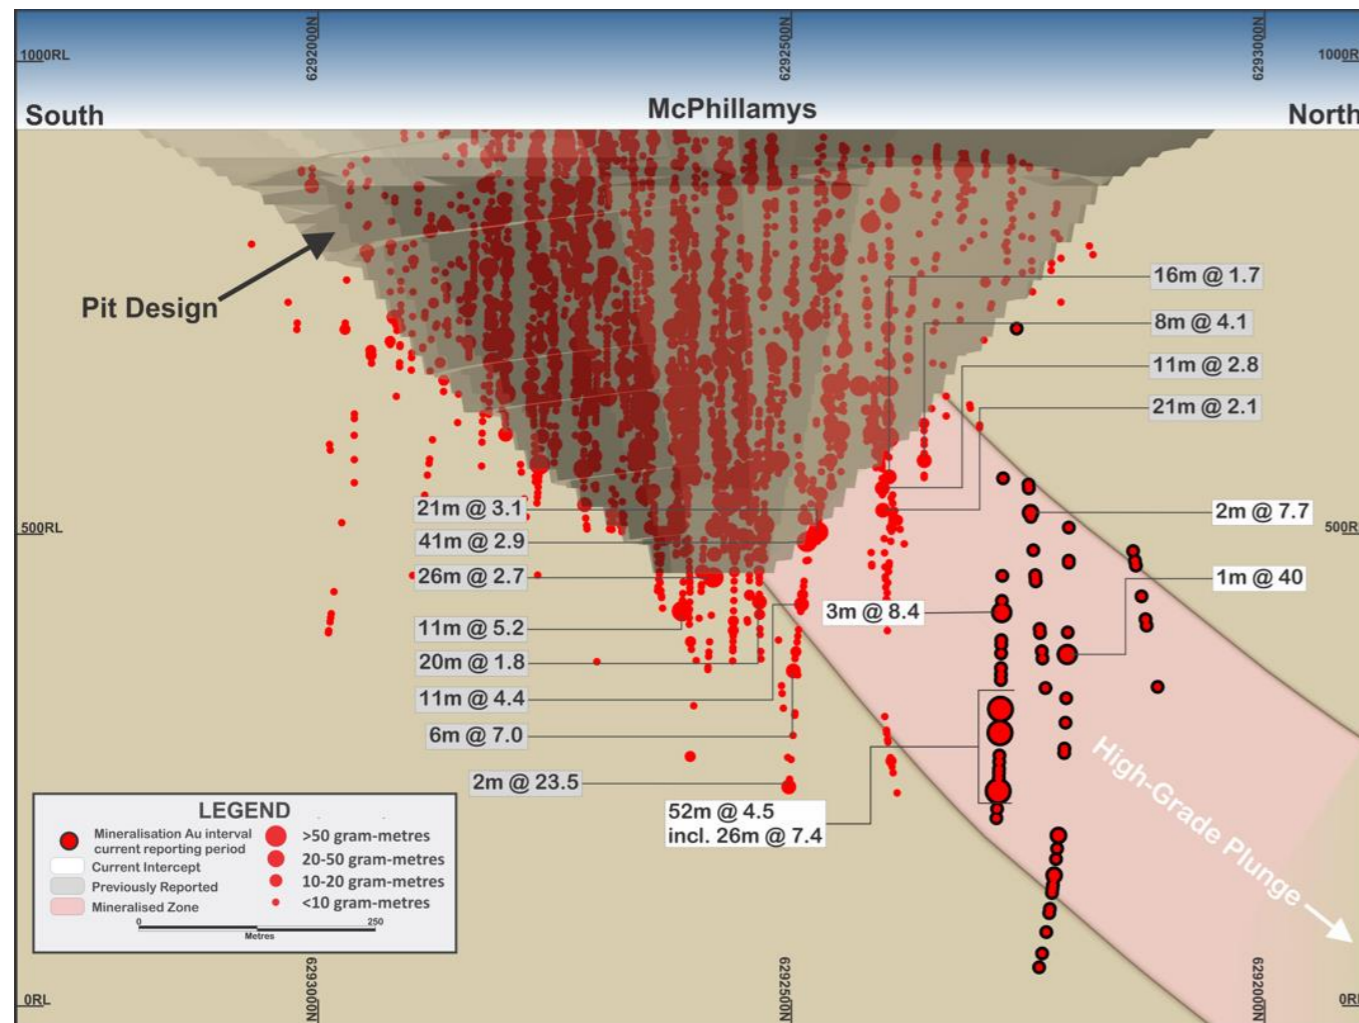 6292000N
6292500N
6293000N
1000RL
1000R
South
McPhillamys
North
Pit Design
16m @ 1.7
8m @ 4.1
11m @ 2.8
21m @ 2.1
21m @ 3.1
2m @ 7.7
500RL
500R
41m @ 2.9
26m @ 2.7
1m @ 40
3m @ 8.4
11m @ 5.2
20m @ 1.8
11m @ 4.4
6m @ 7.0
2m @ 23.5
52m @ 4.5
incl. 26m @ 7.4
High-Grade Plunge
LEGEND
Mineralisation Au interval
current reporting period
Current Intercept
Previously Reported
Mineralised Zone
>50 gram-metres
20-50 gram-metres
10-20 gram-metres
<10 gram-metres
0
250
Metres
6293000N
6292500N
6292000N
0RL
0R